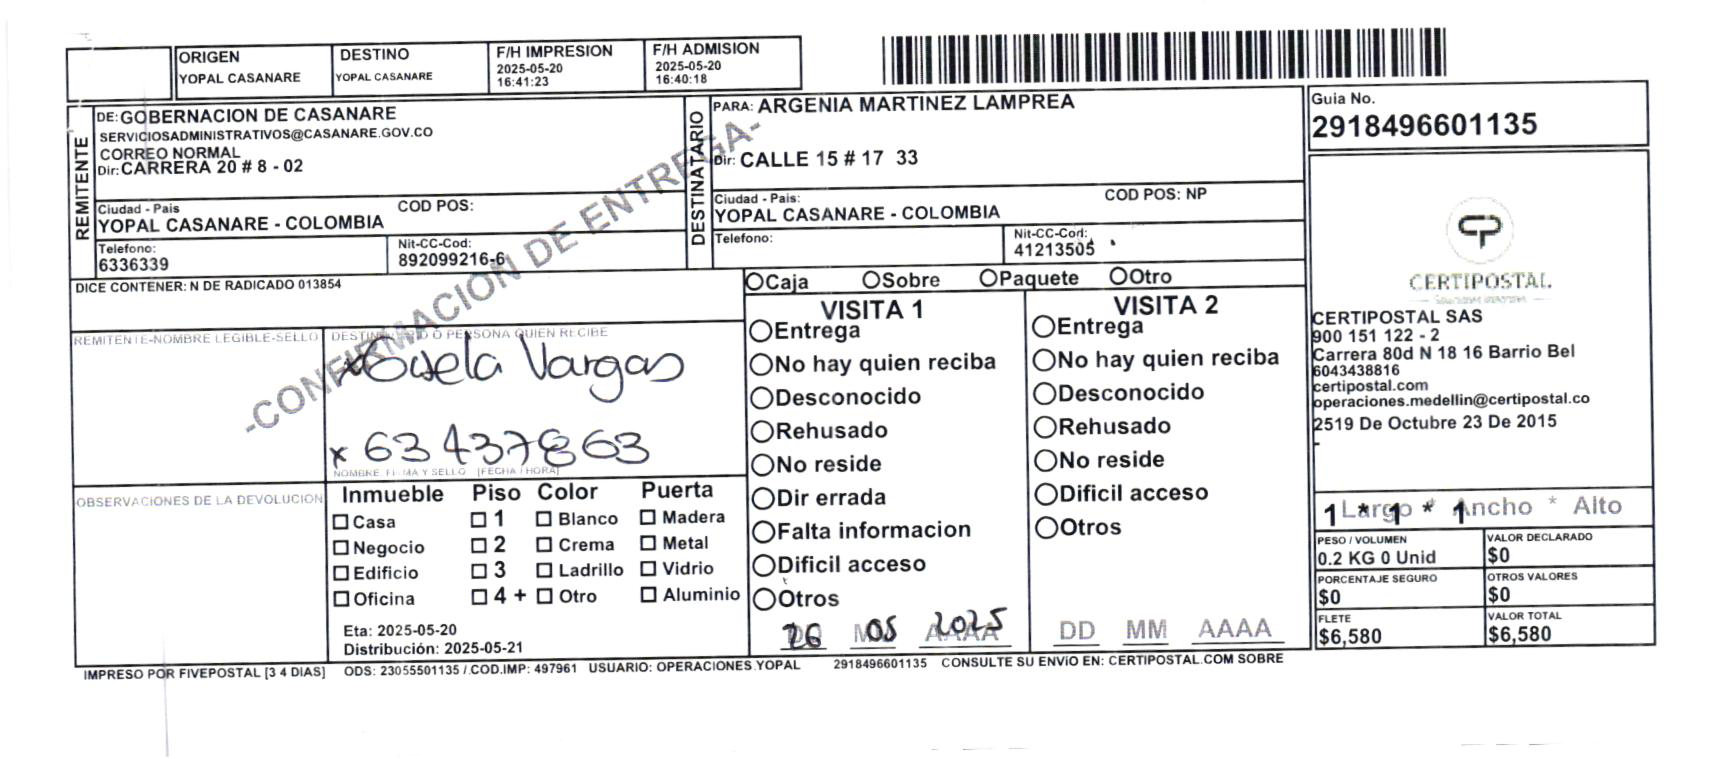 ORIGEN
YOPAL CASANARE
DESTINO
YOPAL CASANARE
F/H IMPRESION
2025-05-20
16:41:23
F/H ADMISION
2025-05-20
16:40:18
REMITENTE
DE: GOBERNACION DE CASANARE
SERVICIOSADMINISTRATIVOS@CASANARE.GOV.CO
CORREO NORMAL
Dir: CARRERA 20 # 8 - 02
Ciudad - Pais
COD POS:
YOPAL CASANARE - COLOMBIA
Telefono:
6336339
Nit-CC-Cod:
892099216-6
DESTINATARIO
PARA: ARGENIA MARTINEZ LAMPREA
Dir: CALLE 15 # 17 33
Ciudad - Pais:
COD POS: NP
YOPAL CASANARE - COLOMBIA
Telefono:
Nit-CC-Cod:
41213505
Guia No.
2918496601135
-CONFIRMACION DE ENTREGA-
DICE CONTENER: N DE RADICADO 013854
REMITENTE-NOMBRE LEGIBLE-SELLO
DESTINATARIO O PERSONA QUIEN RECIBE
Vargas
x 63437863
NOMBRE, FIRMA Y SELLO [FECHA / HORA]
OBSERVACIONES DE LA DEVOLUCION
Inmueble Piso Color Puerta
Casa 1 Blanco Madera
Negocio 2 Crema Metal
Edificio 3 Ladrillo Vidrio
Oficina 4 + Otro Aluminio
Eta: 2025-05-20
Distribución: 2025-05-21
Caja Sobre Paquete Otro
VISITA 1
Entrega
No hay quien reciba
Desconocido
Rehusado
No reside
Dir errada
Falta informacion
Dificil acceso
Otros
DD MM AAAA
26 05 2025
VISITA 2
Entrega
No hay quien reciba
Desconocido
Rehusado
No reside
Dificil acceso
Otros
DD MM AAAA
CERTIPOSTAL
CERTIPOSTAL SAS
900 151 122 - 2
Carrera 80d N 18 16 Barrio Bel
6043438816
certipostal.com
operaciones.medellin@certipostal.co
2519 De Octubre 23 De 2015
-
Largo * Ancho * Alto
1 * 1 * 1
PESO / VOLUMEN
0.2 KG 0 Unid
VALOR DECLARADO
$0
PORCENTAJE SEGURO
$0
OTROS VALORES
$0
FLETE
$6,580
VALOR TOTAL
$6,580
IMPRESO POR FIVEPOSTAL [3 4 DIAS] ODS: 23055501135 / COD.IMP: 497961 USUARIO: OPERACIONES.YOPAL 2918496601135 CONSULTE SU ENVIO EN: CERTIPOSTAL.COM SOBRE